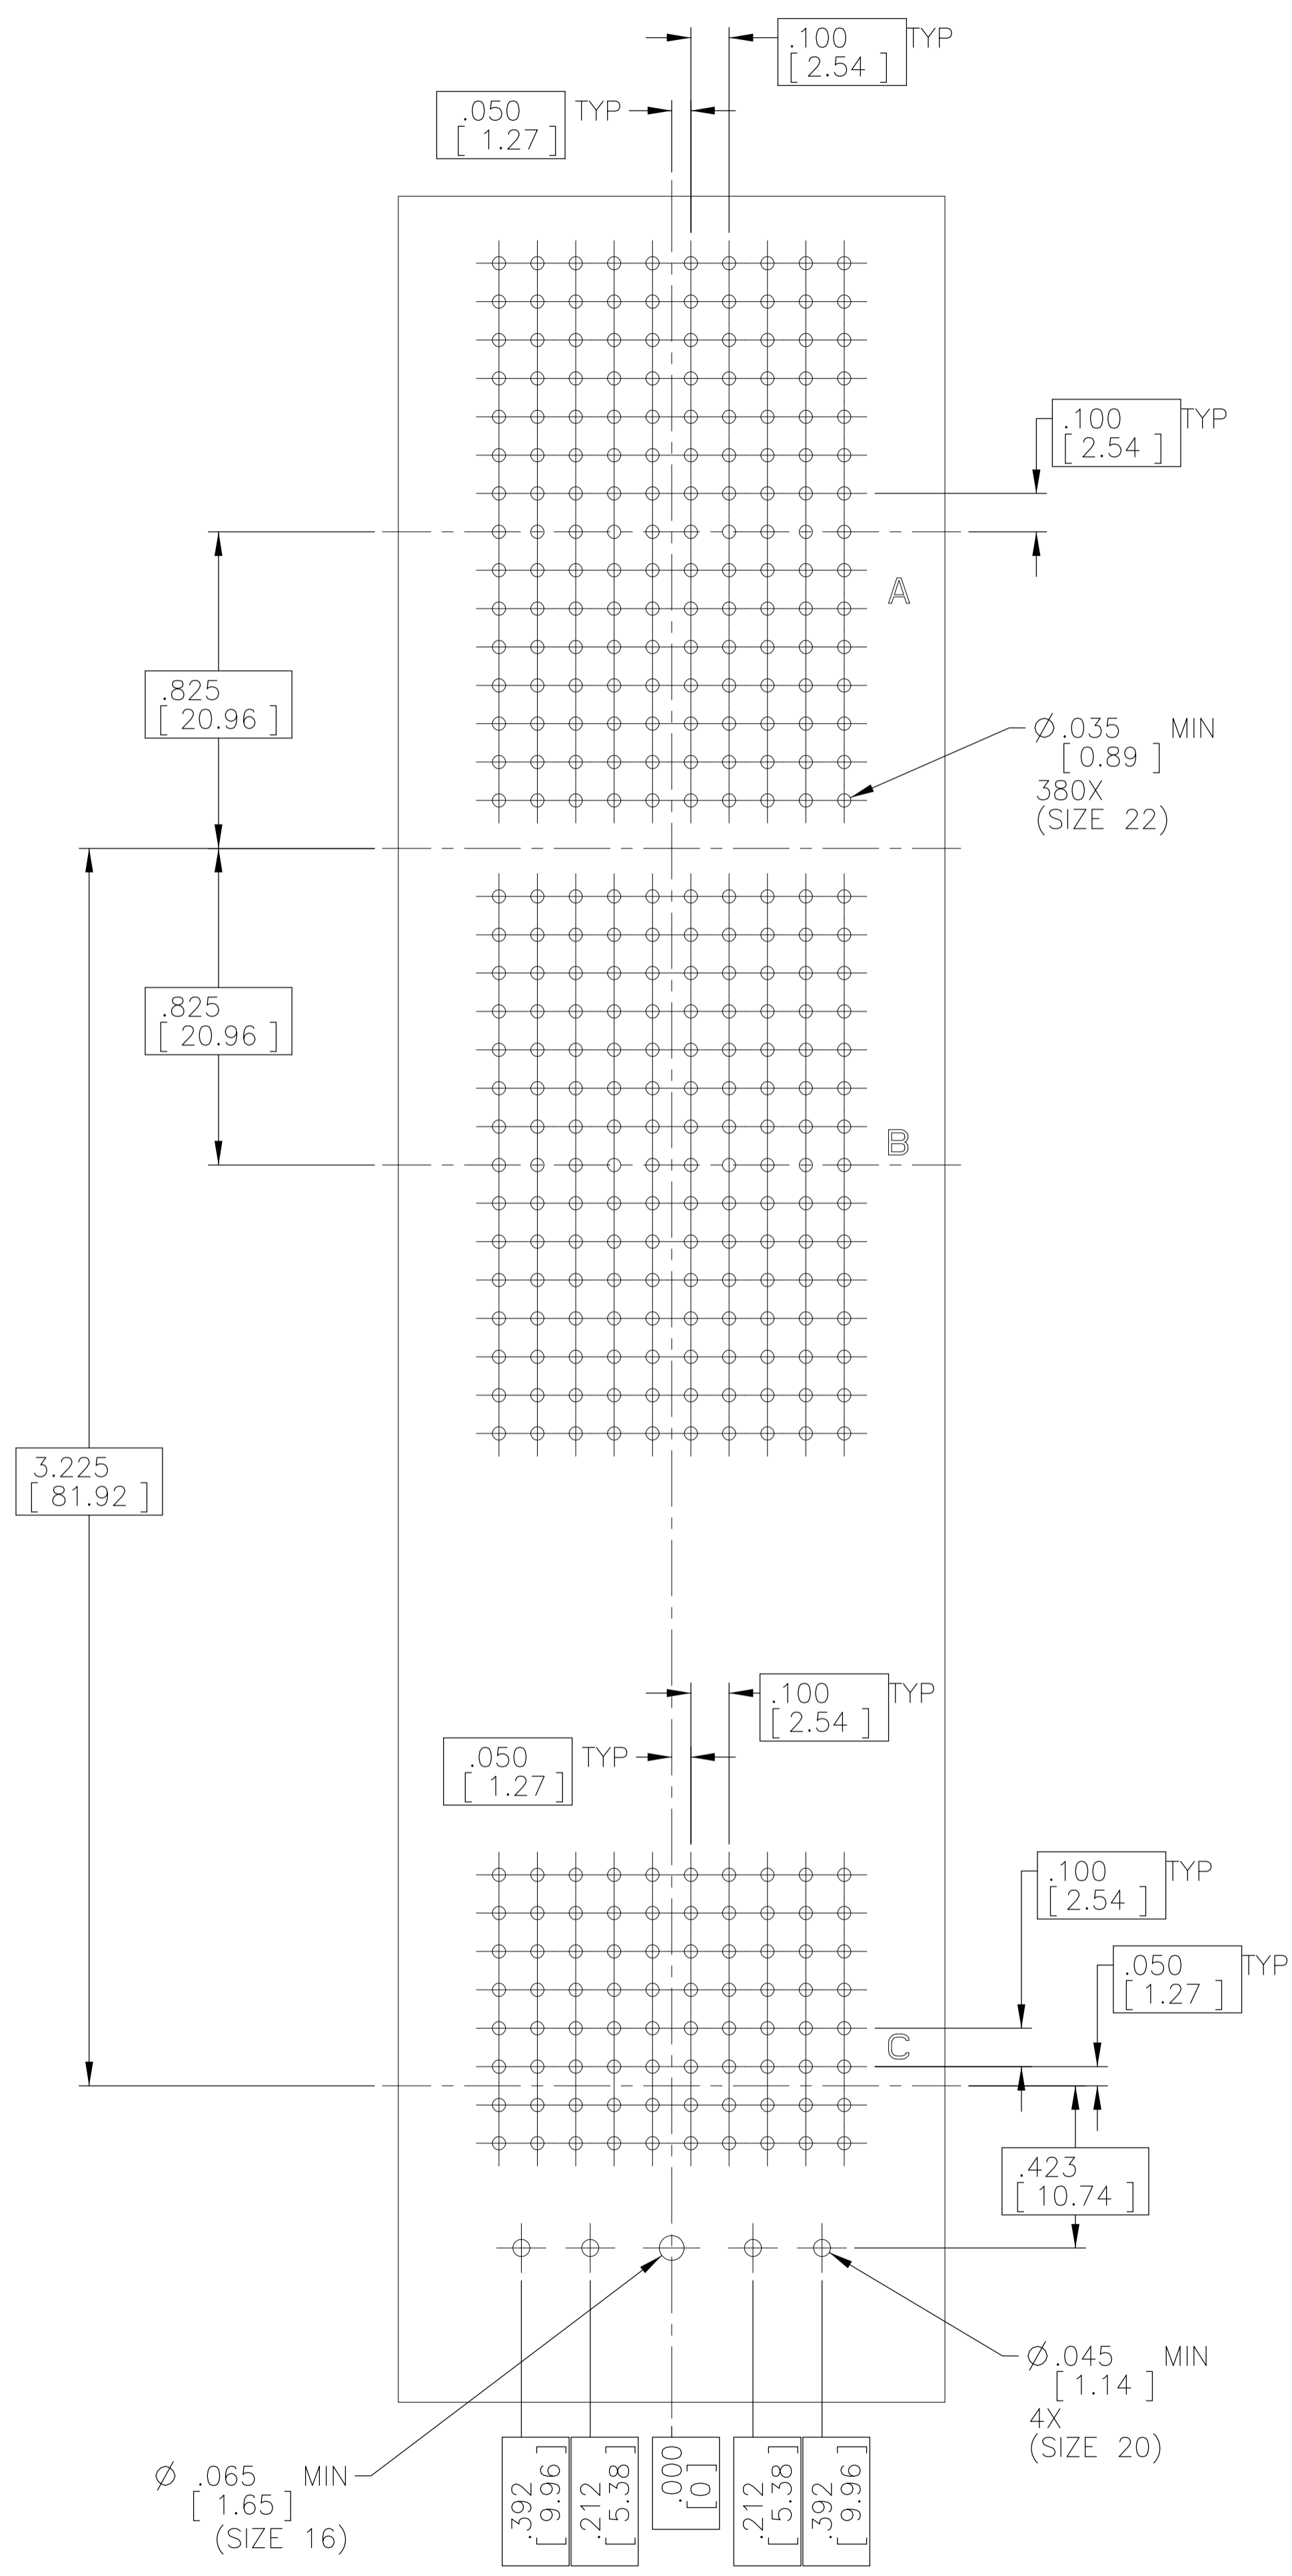 .100 TYP
[ 2.54 ]
.050 TYP
[ 1.27 ]
.100 TYP
[ 2.54 ]
A
.825
[ 20.96 ]
Ø.035 MIN
[ 0.89 ]
380X
(SIZE 22)
.825
[ 20.96 ]
B
3.225
[ 81.92 ]
.100 TYP
[ 2.54 ]
.050 TYP
[ 1.27 ]
.100 TYP
[ 2.54 ]
.050 TYP
[ 1.27 ]
C
.423
[ 10.74 ]
Ø.045 MIN
[ 1.14 ]
4X
(SIZE 20)
Ø .065 MIN
[ 1.65 ]
(SIZE 16)
.392
[ 9.96 ]
.212
[ 5.38 ]
.000
[ 0 ]
.212
[ 5.38 ]
.392
[ 9.96 ]